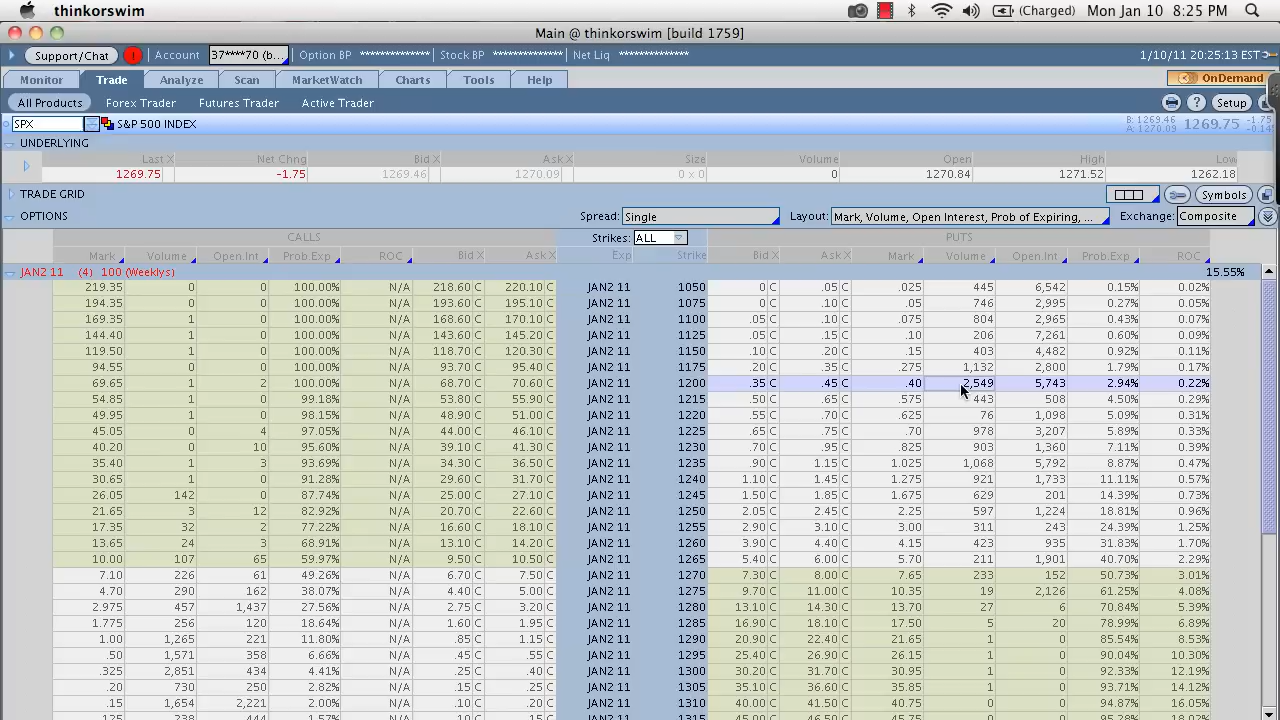 thinkorswim (Charged) Mon Jan 10 8:25 PM
Main @ thinkorswim [build 1759]
Support/Chat ! Account 37****70 (b... Option BP ************** Stock BP ************** Net Liq ************** 1/10/11 20:25:13 EST
Monitor Trade Analyze Scan MarketWatch Charts Tools Help OnDemand
All Products Forex Trader Futures Trader Active Trader ? Setup
SPX S&P 500 INDEX B: 1269.46 A: 1270.09 1269.75 -1.75
UNDERLYING
Last X Net Chng Bid X Ask X Size Volume Open High Low
1269.75 -1.75 1269.46 1270.09 0 x 0 0 1270.84 1271.52 1262.18
TRADE GRID Symbols
OPTIONS Spread: Single Layout: Mark, Volume, Open Interest, Prob of Expiring, ... Exchange: Composite
CALLS Strikes: ALL PUTS
Mark Volume Open.Int Prob.Exp ROC Bid X Ask X Exp Strike Bid X Ask X Mark Volume Open.Int Prob.Exp ROC
JAN2 11 (4) 100 (Weeklys) 15.55%
219.35 0 0 100.00% N/A 218.60 C 220.10 C JAN2 11 1050 0 C .05 C .025 445 6,542 0.15% 0.02%
194.35 0 0 100.00% N/A 193.60 C 195.10 C JAN2 11 1075 0 C .10 C .05 746 2,995 0.27% 0.05%
169.35 1 0 100.00% N/A 168.60 C 170.10 C JAN2 11 1100 .05 C .10 C .075 804 2,965 0.43% 0.07%
144.40 1 0 100.00% N/A 143.60 C 145.20 C JAN2 11 1125 .05 C .15 C .10 206 7,261 0.60% 0.09%
119.50 1 0 100.00% N/A 118.70 C 120.30 C JAN2 11 1150 .10 C .20 C .15 403 4,482 0.92% 0.11%
94.55 1 0 100.00% N/A 93.70 C 95.40 C JAN2 11 1175 .20 C .35 C .275 1,132 2,800 1.79% 0.17%
69.65 1 2 100.00% N/A 68.70 C 70.60 C JAN2 11 1200 .35 C .45 C .40 2,549 5,743 2.94% 0.22%
54.85 1 0 99.18% N/A 53.80 C 55.90 C JAN2 11 1215 .50 C .65 C .575 443 508 4.50% 0.29%
49.95 1 0 98.15% N/A 48.90 C 51.00 C JAN2 11 1220 .55 C .70 C .625 76 1,098 5.09% 0.31%
45.05 0 4 97.05% N/A 44.00 C 46.10 C JAN2 11 1225 .65 C .75 C .70 978 3,207 5.89% 0.33%
40.20 0 10 95.60% N/A 39.10 C 41.30 C JAN2 11 1230 .70 C .95 C .825 903 1,360 7.11% 0.39%
35.40 1 3 93.69% N/A 34.30 C 36.50 C JAN2 11 1235 .90 C 1.15 C 1.025 1,068 5,792 8.87% 0.47%
30.65 1 0 91.28% N/A 29.60 C 31.70 C JAN2 11 1240 1.10 C 1.45 C 1.275 921 1,733 11.11% 0.57%
26.05 142 0 87.74% N/A 25.00 C 27.10 C JAN2 11 1245 1.50 C 1.85 C 1.675 629 201 14.39% 0.73%
21.65 3 12 82.92% N/A 20.70 C 22.60 C JAN2 11 1250 2.05 C 2.45 C 2.25 597 1,224 18.81% 0.96%
17.35 32 2 77.22% N/A 16.60 C 18.10 C JAN2 11 1255 2.90 C 3.10 C 3.00 311 243 24.39% 1.25%
13.65 24 3 68.91% N/A 13.10 C 14.20 C JAN2 11 1260 3.90 C 4.40 C 4.15 423 935 31.83% 1.70%
10.00 107 65 59.97% N/A 9.50 C 10.50 C JAN2 11 1265 5.40 C 6.00 C 5.70 211 1,901 40.70% 2.29%
7.10 226 61 49.26% N/A 6.70 C 7.50 C JAN2 11 1270 7.30 C 8.00 C 7.65 233 152 50.73% 3.01%
4.70 290 162 38.07% N/A 4.40 C 5.00 C JAN2 11 1275 9.70 C 11.00 C 10.35 19 2,126 61.25% 4.08%
2.975 457 1,437 27.56% N/A 2.75 C 3.20 C JAN2 11 1280 13.10 C 14.30 C 13.70 27 6 70.84% 5.39%
1.775 256 120 18.64% N/A 1.60 C 1.95 C JAN2 11 1285 16.90 C 18.10 C 17.50 5 20 78.99% 6.89%
1.00 1,265 221 11.80% N/A .85 C 1.15 C JAN2 11 1290 20.90 C 22.40 C 21.65 1 0 85.54% 8.53%
.50 1,571 358 6.66% N/A .45 C .55 C JAN2 11 1295 25.40 C 26.90 C 26.15 1 0 90.04% 10.30%
.325 2,851 434 4.41% N/A .25 C .40 C JAN2 11 1300 30.20 C 31.70 C 30.95 1 0 92.33% 12.19%
.20 730 250 2.82% N/A .15 C .25 C JAN2 11 1305 35.10 C 36.60 C 35.85 1 0 93.71% 14.12%
.15 1,654 2,221 2.00% N/A .10 C .20 C JAN2 11 1310 40.00 C 41.50 C 40.75 1 0 94.87% 16.05%